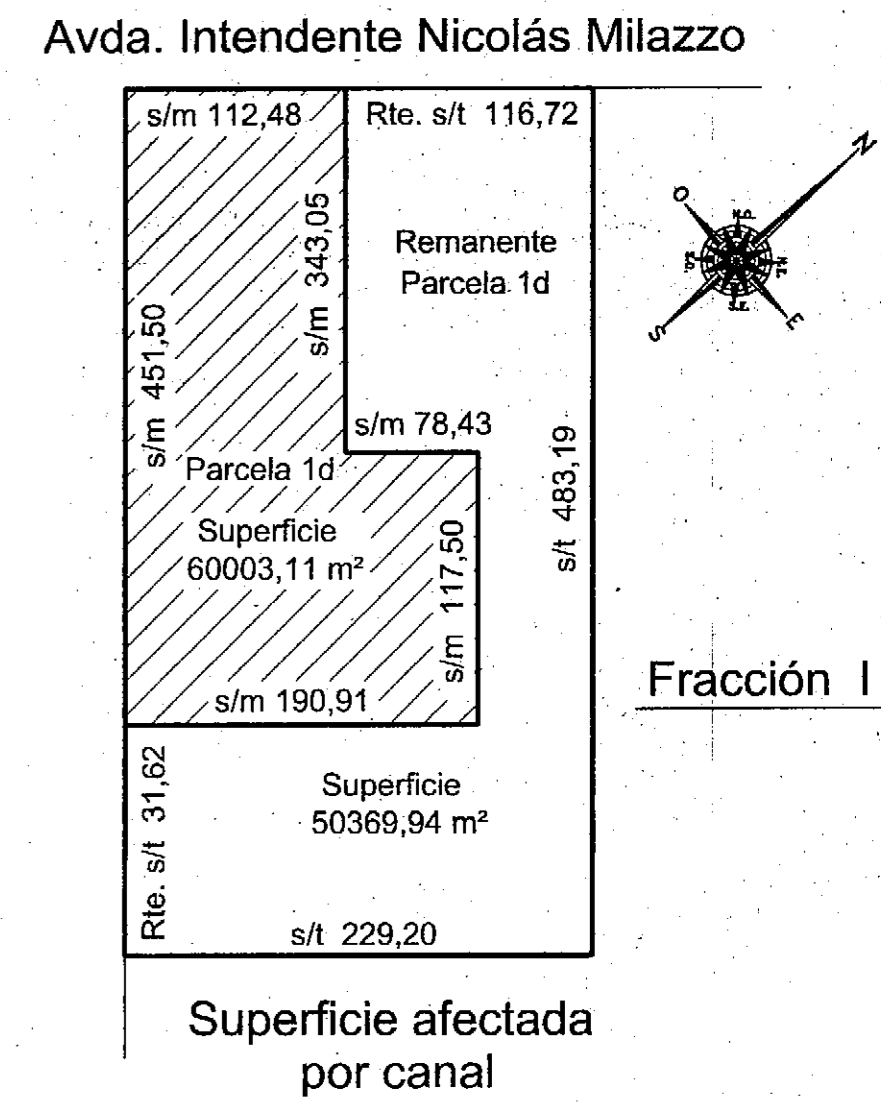 Avda. Intendente Nicolás Milazzo
s/m 112,48
Rte. s/t 116,72
s/m 343,05
Remanente
Parcela 1d
N
O
S
E
s/m 451,50
s/m 78,43
Parcela 1d
s/t 483,19
Superficie
60003,11 m²
s/m 117,50
s/m 190,91
Fracción I
Rte. s/t 31,62
Superficie
50369,94 m²
s/t 229,20
Superficie afectada
por canal